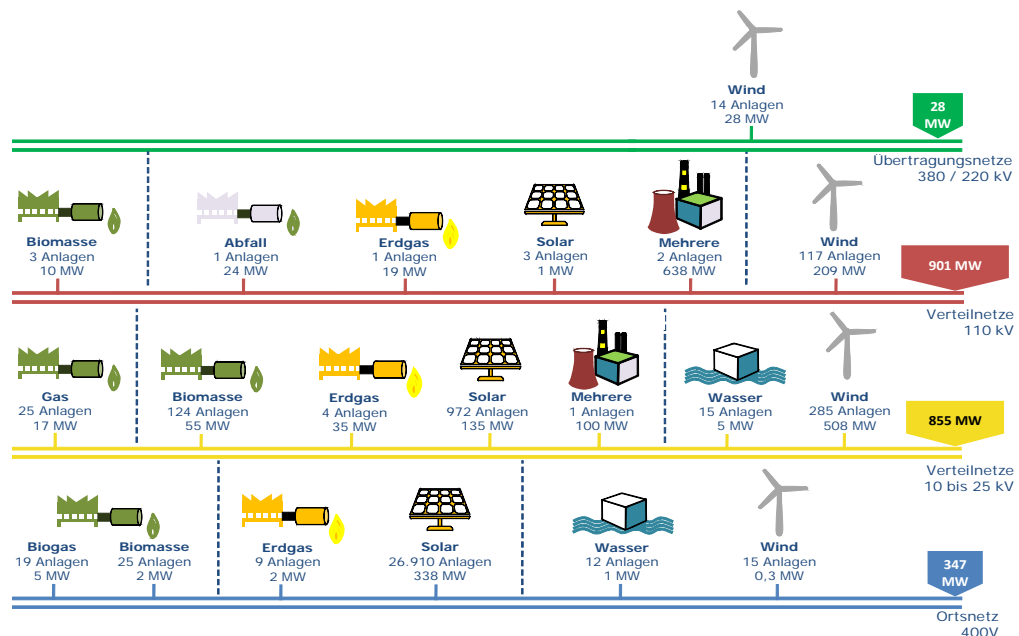 Wind
14 Anlagen
28 MW
28
MW
Übertragungsnetze
380 / 220 kV
Biomasse
3 Anlagen
10 MW
Abfall
1 Anlagen
24 MW
Erdgas
1 Anlagen
19 MW
Solar
3 Anlagen
1 MW
Mehrere
2 Anlagen
638 MW
Wind
117 Anlagen
209 MW
901 MW
Verteilnetze
110 kV
Gas
25 Anlagen
17 MW
Biomasse
124 Anlagen
55 MW
Erdgas
4 Anlagen
35 MW
Solar
972 Anlagen
135 MW
Mehrere
1 Anlagen
100 MW
Wasser
15 Anlagen
5 MW
Wind
285 Anlagen
508 MW
855 MW
Verteilnetze
10 bis 25 kV
Biogas
19 Anlagen
5 MW
Biomasse
25 Anlagen
2 MW
Erdgas
9 Anlagen
2 MW
Solar
26.910 Anlagen
338 MW
Wasser
12 Anlagen
1 MW
Wind
15 Anlagen
0,3 MW
347
MW
Ortsnetz
400V